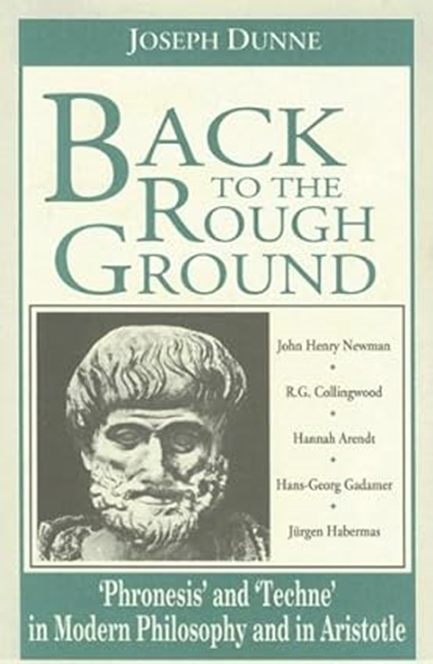 JOSEPH DUNNE
BACK
TO THE
ROUGH
GROUND
John Henry Newman
R.G. Collingwood
Hannah Arendt
Hans-Georg Gadamer
Jürgen Habermas
‘Phronesis’ and ‘Techne’
in Modern Philosophy and in Aristotle